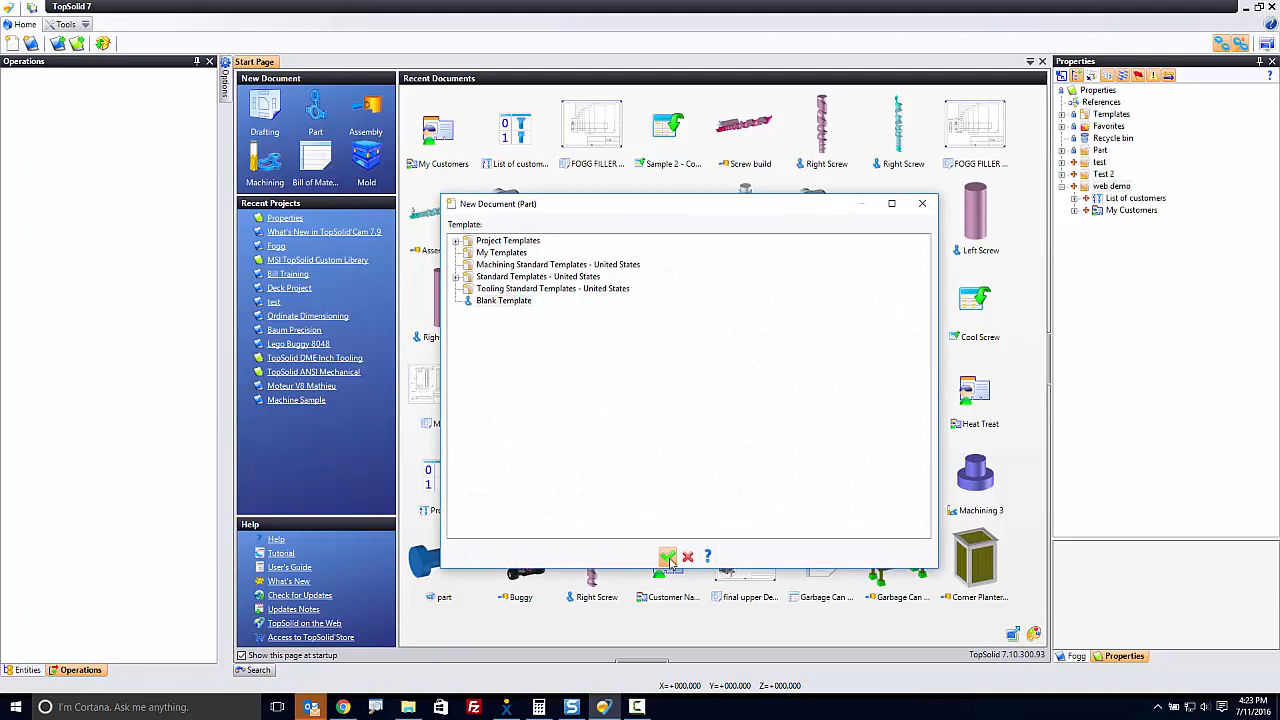 TopSolid 7
Home
Tools
Operations
Start Page
Properties
Options
New Document
Recent Documents
Drafting
Part
Assembly
Machining
Bill of Mate...
Mold
My Customers
List of custom...
FOGG FILLER ...
Sample 2 - Co...
Screw build
Right Screw
Right Screw
FOGG FILLER ...
Properties
References
Templates
Favorites
Recycle bin
Part
test
Test 2
web demo
List of customers
My Customers
Recent Projects
Properties
What's New in TopSolid'Cam 7.9
Fogg
MSI TopSolid Custom Library
Bill Training
Deck Project
test
Ordinate Dimensioning
Baum Precision
Lego Buggy 8048
TopSolid DME Inch Tooling
TopSolid ANSI Mechanical
Moteur V8 Mathieu
Machine Sample
New Document (Part)
Template:
Project Templates
My Templates
Machining Standard Templates - United States
Standard Templates - United States
Tooling Standard Templates - United States
Blank Template
Left Screw
Cool Screw
Heat Treat
Machining 3
Help
Help
Tutorial
User's Guide
What's New
Check for Updates
Updates Notes
TopSolid on the Web
Access to TopSolid'Store
part
Buggy
Right Screw
Customer Na...
final upper De...
Garbage Can ...
Garbage Can ...
Corner Planter...
Show this page at startup
TopSolid 7.10.300.93
Entities
Operations
Search
Fogg
Properties
X=+000.000 Y=+000.000 Z=+000.000
I'm Cortana. Ask me anything.
4:23 PM
7/11/2016